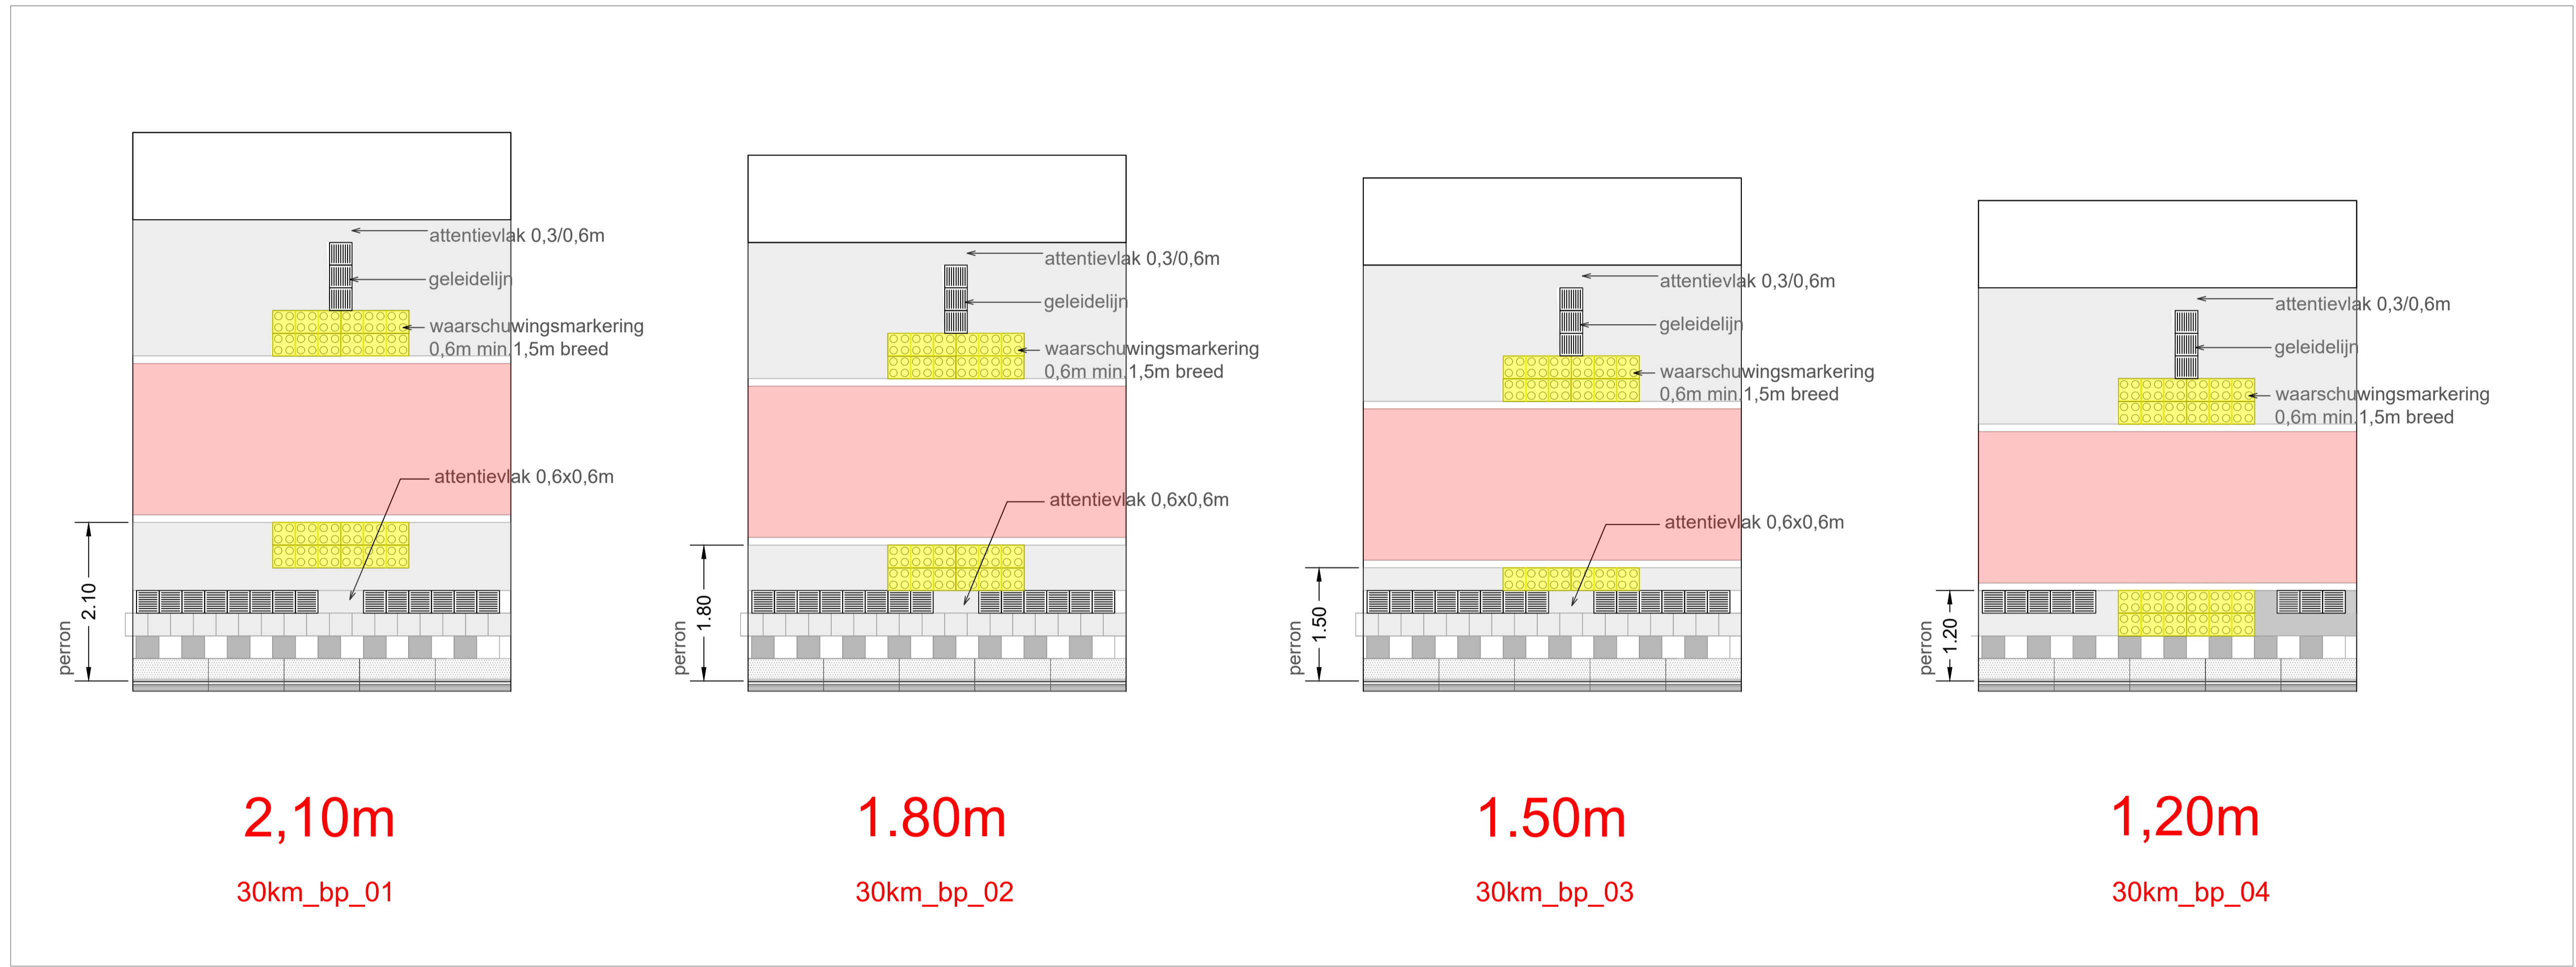 attentievlak 0,3/0,6m
geleidelijn
waarschuwingsmarkering
0,6m min.1,5m breed
attentievlak 0,6x0,6m
perron
2.10
2,10m
30km_bp_01
attentievlak 0,3/0,6m
geleidelijn
waarschuwingsmarkering
0,6m min.1,5m breed
attentievlak 0,6x0,6m
perron
1.80
1.80m
30km_bp_02
attentievlak 0,3/0,6m
geleidelijn
waarschuwingsmarkering
0,6m min.1,5m breed
attentievlak 0,6x0,6m
perron
1.50
1.50m
30km_bp_03
attentievlak 0,3/0,6m
geleidelijn
waarschuwingsmarkering
0,6m min.1,5m breed
perron
1.20
1,20m
30km_bp_04